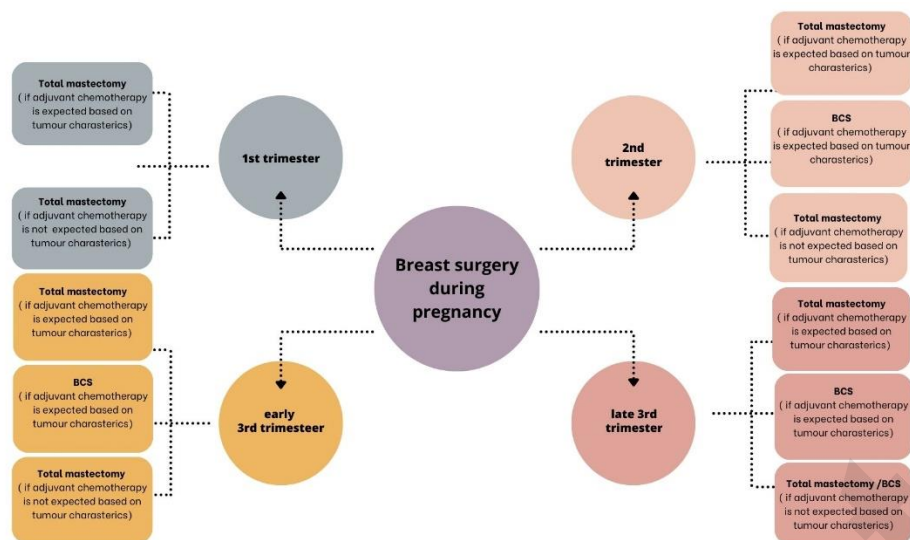 Breast surgery
during
pregnancy
1st trimester
Total mastectomy
( if adjuvant chemotherapy
is expected based on
tumour charasterics)
Total mastectomy
( if adjuvant chemotherapy
is not  expected based on
tumour charasterics)
2nd
trimester
Total mastectomy
( if adjuvant chemotherapy
is expected based on tumour
charasterics)
BCS
( if adjuvant chemotherapy
is expected based on tumour
charasterics)
Total mastectomy
( if adjuvant chemotherapy
is not expected based on
tumour charasterics)
early
3rd trimesteer
Total mastectomy
( if adjuvant chemotherapy
is expected based on
tumour charasterics)
BCS
( if adjuvant chemotherapy
is expected based on
tumour charasterics)
Total mastectomy
( if adjuvant chemotherapy
is not expected based on
tumour charasterics)
late 3rd
trimester
Total mastectomy
( if adjuvant chemotherapy
is expected based on
tumour charasterics)
BCS
( if adjuvant chemotherapy
is expected based on
tumour charasterics)
Total mastectomy /BCS
( if adjuvant chemotherapy
is not expected based on
tumour charasterics)